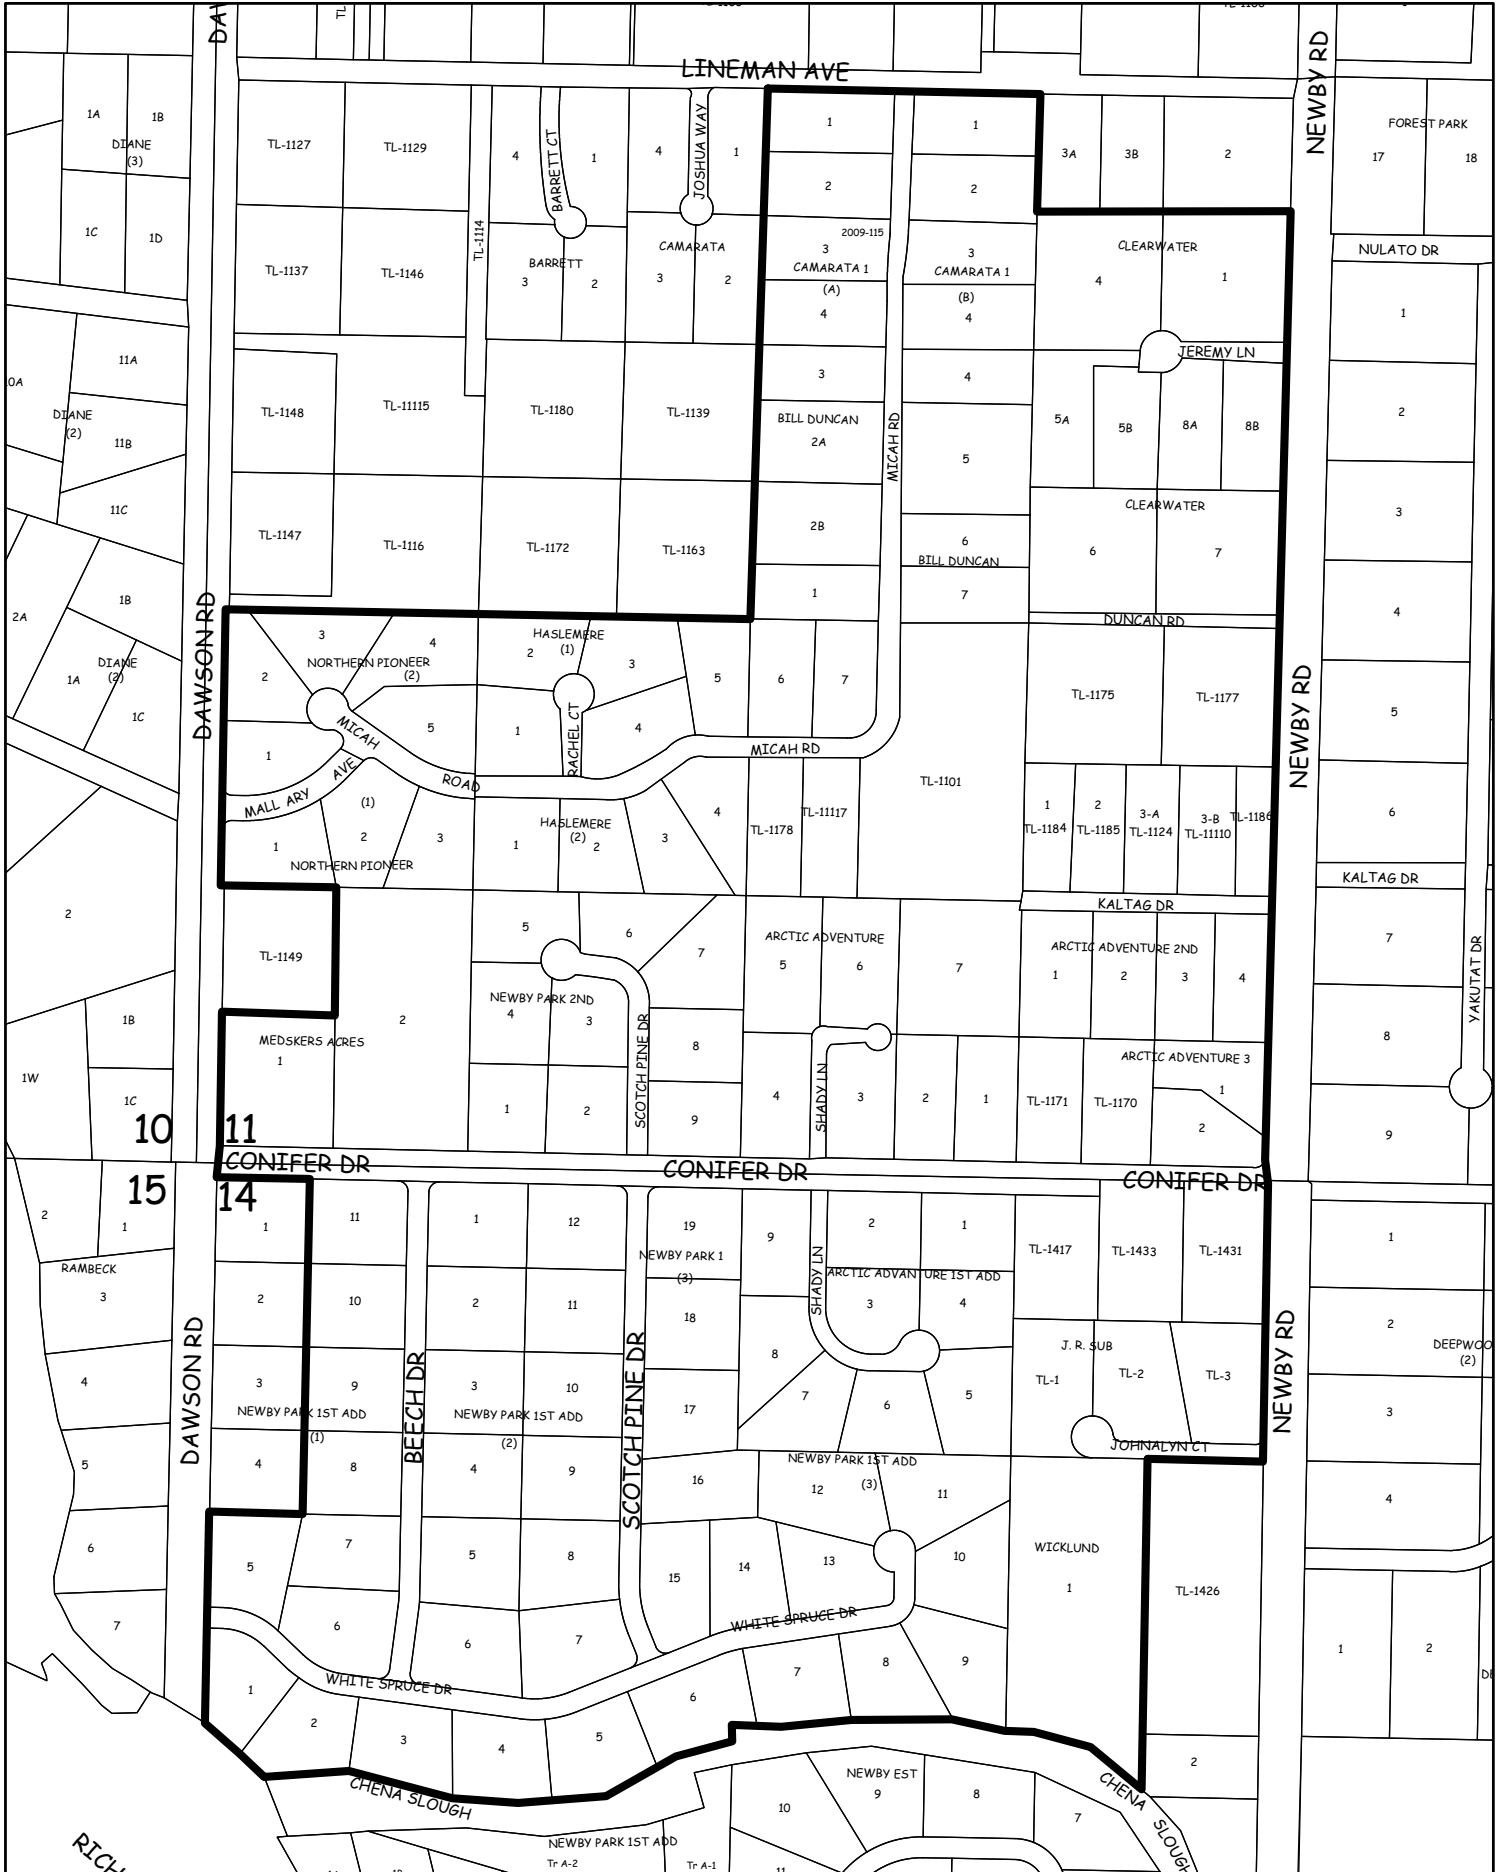 LINEMAN AVE
DAWSON RD
NEWBY RD
1A
1B
DIANE
(3)
1C
1D
TL-1127
TL-1129
TL-1137
TL-1146
TL-1114
4
BARRETT CT
1
BARRETT
3
2
4
JOSHUA WAY
1
CAMARATA
3
2
1
2
2009-115
3
CAMARATA 1
(A)
4
1
2
3
CAMARATA 1
(B)
4
3A
3B
2
CLEARWATER
4
1
JEREMY LN
FOREST PARK
17
18
NULATO DR
11A
DIANE
(2)
11B
11C
TL-1148
TL-11115
TL-1180
TL-1139
TL-1147
TL-1116
TL-1172
TL-1163
3
BILL DUNCAN
2A
2B
1
MICAH RD
4
5
6
BILL DUNCAN
7
5A
5B
8A
8B
CLEARWATER
6
7
DUNCAN RD
1
2
3
4
5
6
KALTAG DR
7
8
9
YAKUTAT DR
2A
1B
DIANE
(2)
1A
1C
2
1B
1W
1C
3
4
NORTHERN PIONEER
(2)
2
1
5
MICAH
ROAD
MALL ARY
AVE
HASLEMERE
(1)
2
3
1
4
5
RACHEL CT
6
7
MICAH RD
(1)
1
2
3
NORTHERN PIONEER
HASLEMERE
(2)
1
2
3
4
TL-1178
TL-11117
TL-1101
TL-1175
TL-1177
1
TL-1184
2
TL-1185
3-A
TL-1124
3-B
TL-11110
TL-1186
KALTAG DR
TL-1149
MEDSKERS ACRES
1
2
5
6
7
NEWBY PARK 2ND
4
3
1
2
8
9
SCOTCH PINE DR
ARCTIC ADVENTURE
5
6
7
4
SHADY LN
3
2
1
ARCTIC ADVENTURE 2ND
1
2
3
4
TL-1171
TL-1170
ARCTIC ADVENTURE 3
1
2
NEWBY RD
DAWSON RD
10
11
15
14
CONIFER DR
CONIFER DR
CONIFER DR
2
1
RAMBECK
3
4
5
6
7
DAWSON RD
1
2
3
4
5
NEWBY PARK 1ST ADD
(1)
11
10
9
8
7
6
BEECH DR
1
2
3
NEWBY PARK 1ST ADD
(2)
4
5
6
12
11
10
9
8
7
SCOTCH PINE DR
19
NEWBY PARK 1
(3)
18
17
16
15
14
13
12
NEWBY PARK 1ST ADD
(3)
11
10
9
8
7
SHADY LN
2
1
ARCTIC ADVANTURE 1ST ADD
3
4
5
6
TL-1417
TL-1433
TL-1431
J. R. SUB
TL-1
TL-2
TL-3
JOHNALYN CT
NEWBY RD
WICKLUND
1
TL-1426
2
1
2
DEEPWOO
(2)
3
4
1
2
WHITE SPRUCE DR
WHITE SPRUCE DR
1
2
3
4
5
6
7
8
9
CHENA SLOUGH
CHENA
SLOUGH
NEWBY EST
10
9
8
7
11
NEWBY PARK 1ST ADD
Tr A-2
Tr A-1